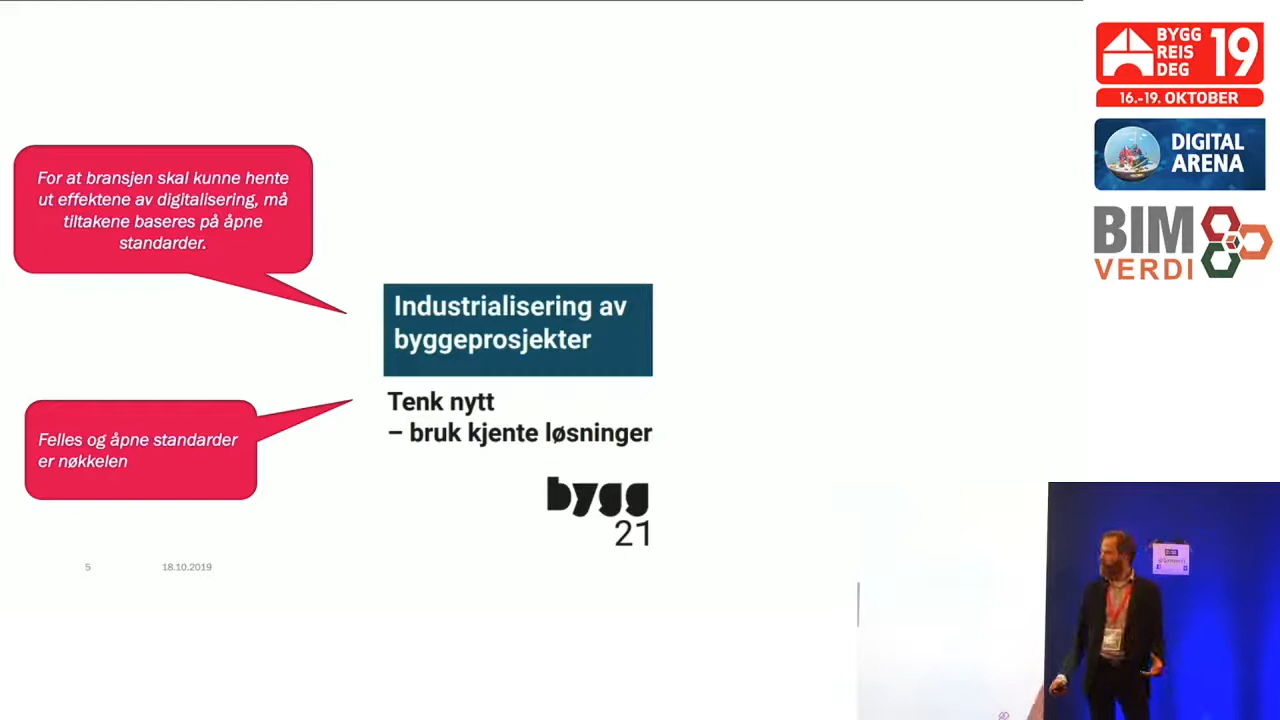 For at bransjen skal kunne hente
ut effektene av digitalisering, må
tiltakene baseres på åpne
standarder.
Industrialisering av
byggeprosjekter
Tenk nytt
– bruk kjente løsninger
Felles og åpne standarder
er nøkkelen
bygg
21
5
18.10.2019
BYGG
REIS
DEG
19
16.-19. OKTOBER
DIGITAL
ARENA
BIM
VERDI